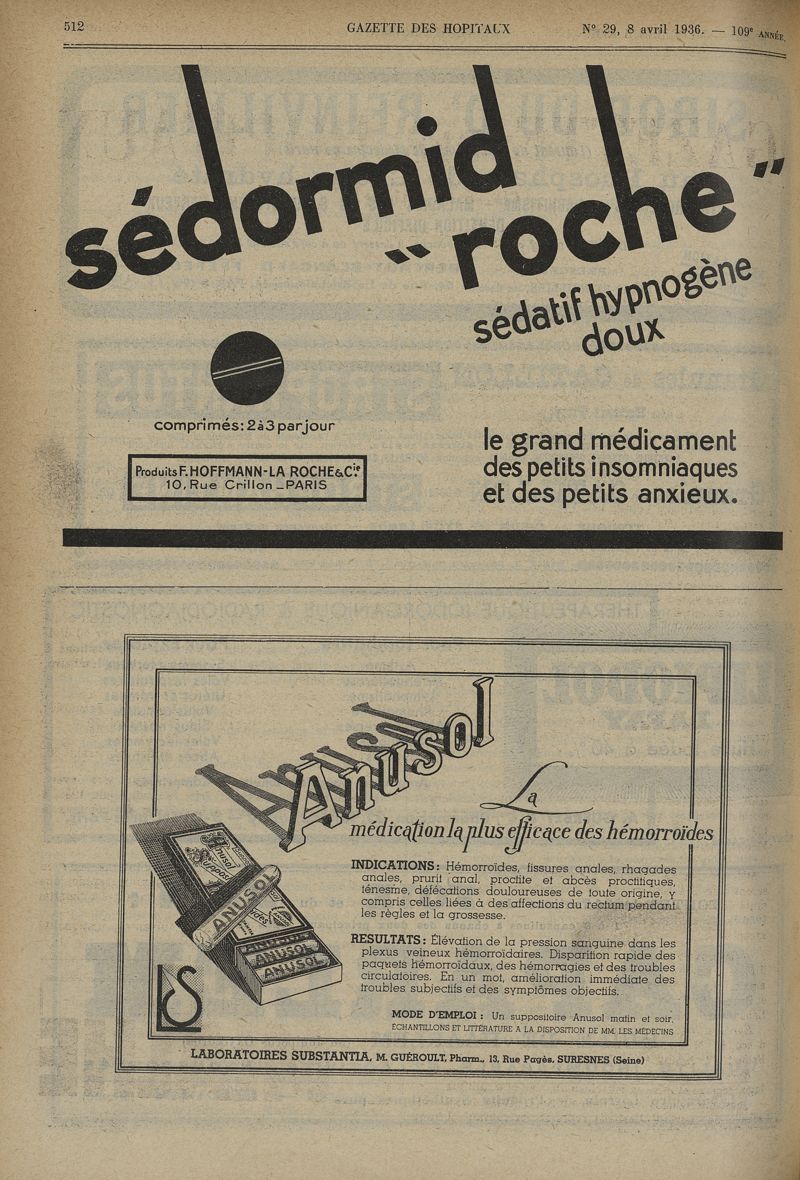 512 GAZETTE DES HOPITAUX N° 29, 8 avril 1936. — 109e ANNÉE.
sédormid
"roche"
sédatif hypnogène
doux
comprimés: 2 à 3 par jour
Produits F. HOFFMANN-LA ROCHE & Cie
10, Rue Crillon _ PARIS
le grand médicament
des petits insomniaques
et des petits anxieux.
Anusol
La
médication la plus efficace des hémorroïdes
Anusol
ANUSOL
ANUSOL
ANUSOL
INDICATIONS: Hémorroïdes, fissures anales, rhagades
anales, prurit anal, proctite et abcès proctitiques,
ténesme, défécations douloureuses de toute origine, y
compris celles liées à des affections du rectum pendant
les règles et la grossesse.
RESULTATS: Élévation de la pression sanguine dans les
plexus veineux hémorroïdaires. Disparition rapide des
paquets hémorroïdaux, des hémorragies et des troubles
circulatoires. En un mot, amélioration immédiate des
troubles subjectifs et des symptômes objectifs.
MODE D'EMPLOI: Un suppositoire Anusol matin et soir.
ÉCHANTILLONS ET LITTÉRATURE A LA DISPOSITION DE MM. LES MÉDECINS
LS
LABORATOIRES SUBSTANTIA, M. GUÉROULT, Pharm., 13, Rue Pagès, SURESNES (Seine)